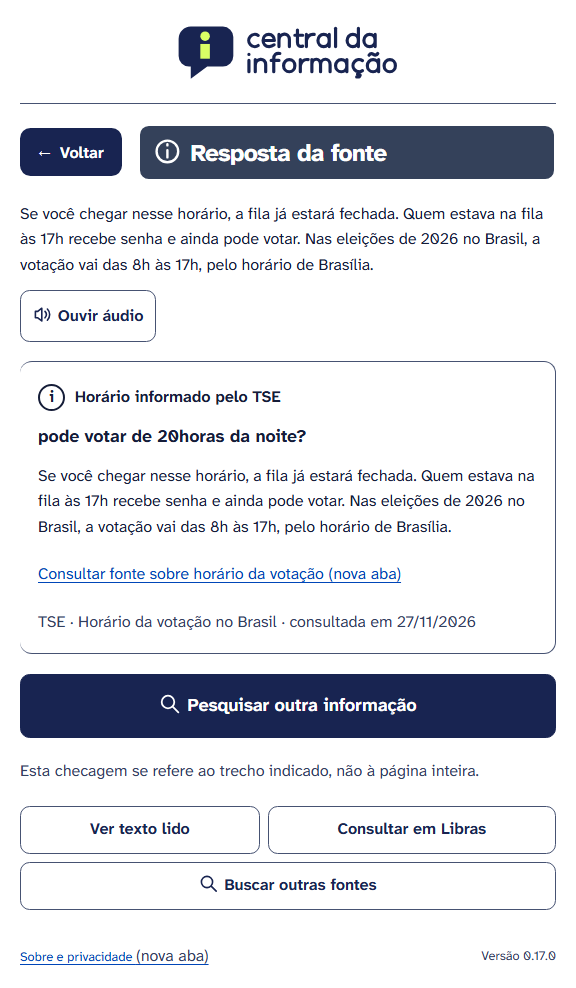 central da
informação
← Voltar
Resposta da fonte
Se você chegar nesse horário, a fila já estará fechada. Quem estava na fila
às 17h recebe senha e ainda pode votar. Nas eleições de 2026 no Brasil, a
votação vai das 8h às 17h, pelo horário de Brasília.
Ouvir áudio
Horário informado pelo TSE
pode votar de 20horas da noite?
Se você chegar nesse horário, a fila já estará fechada. Quem estava na
fila às 17h recebe senha e ainda pode votar. Nas eleições de 2026 no
Brasil, a votação vai das 8h às 17h, pelo horário de Brasília.
Consultar fonte sobre horário da votação (nova aba)
TSE · Horário da votação no Brasil · consultada em 27/11/2026
Pesquisar outra informação
Esta checagem se refere ao trecho indicado, não à página inteira.
Ver texto lido
Consultar em Libras
Buscar outras fontes
Sobre e privacidade (nova aba)
Versão 0.17.0